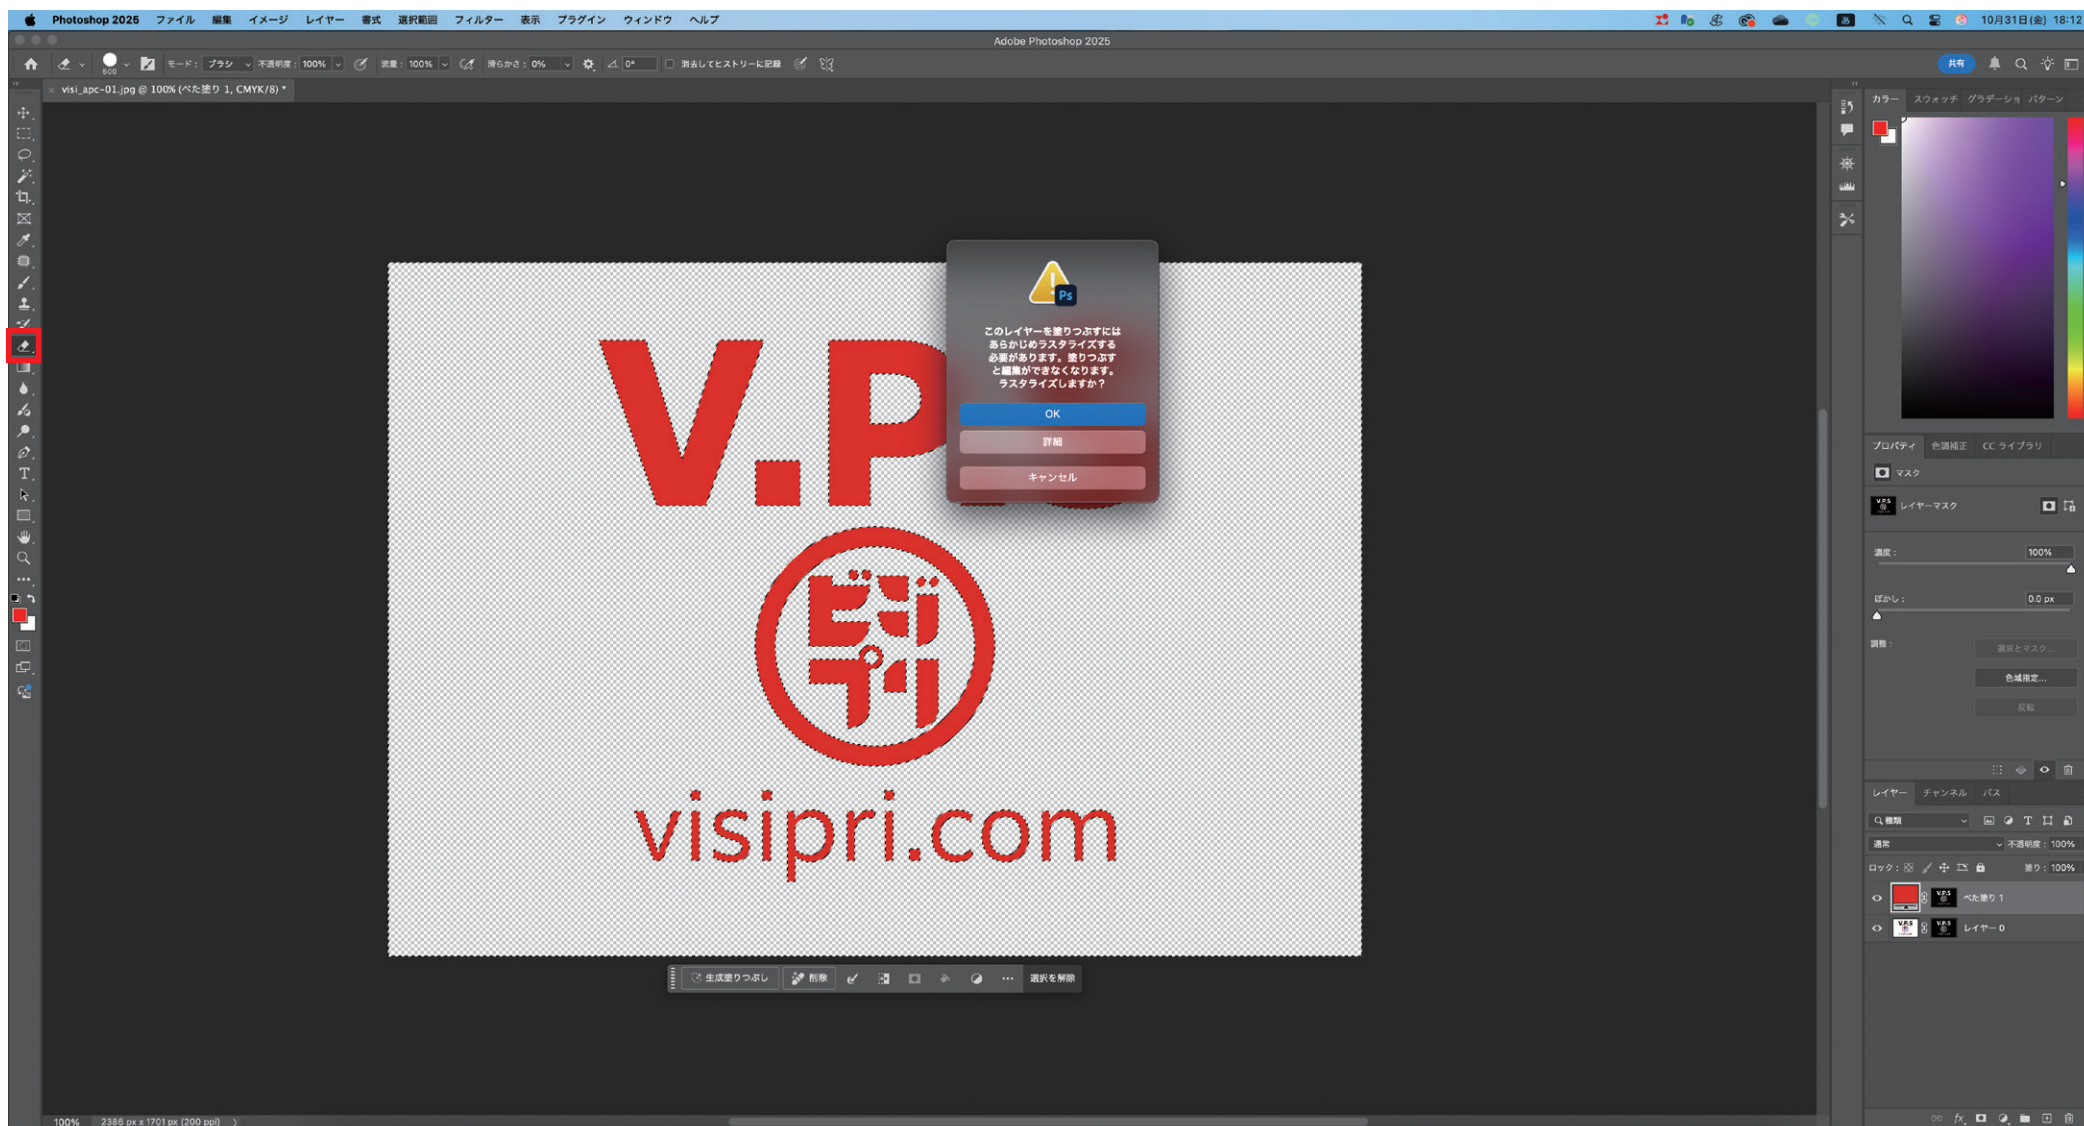 Photoshop 2025 ファイル 編集 イメージ レイヤー 書式 選択範囲 フィルター 表示 プラグイン ウィンドウ ヘルプ
あ 10月31日(金) 18:12
Adobe Photoshop 2025
500 モード： ブラシ 不透明度： 100% 流量： 100% 滑らかさ： 0% 0° 消去してヒストリーに記録 共有
× visi_apc-01.jpg @ 100% (べた塗り 1, CMYK/8) *
カラー スウォッチ グラデーショ パターン
Ps
このレイヤーを塗りつぶすには
あらかじめラスタライズする
必要があります。塗りつぶす
と編集ができなくなります。
ラスタライズしますか？
OK
詳細
キャンセル
V.P.S
ビジ
プリ
visipri.com
生成塗りつぶし 削除 ••• 選択を解除
プロパティ 色調補正 CC ライブラリ
マスク
V.P.S レイヤーマスク
濃度： 100%
ぼかし： 0.0 px
調整： 選択とマスク...
色域指定...
反転
レイヤー チャンネル パス
種類
通常 不透明度： 100%
ロック： 塗り： 100%
V.P.S べた塗り 1
V.P.S V.P.S レイヤー 0
fx
100% 2386 px x 1701 px (200 ppi)